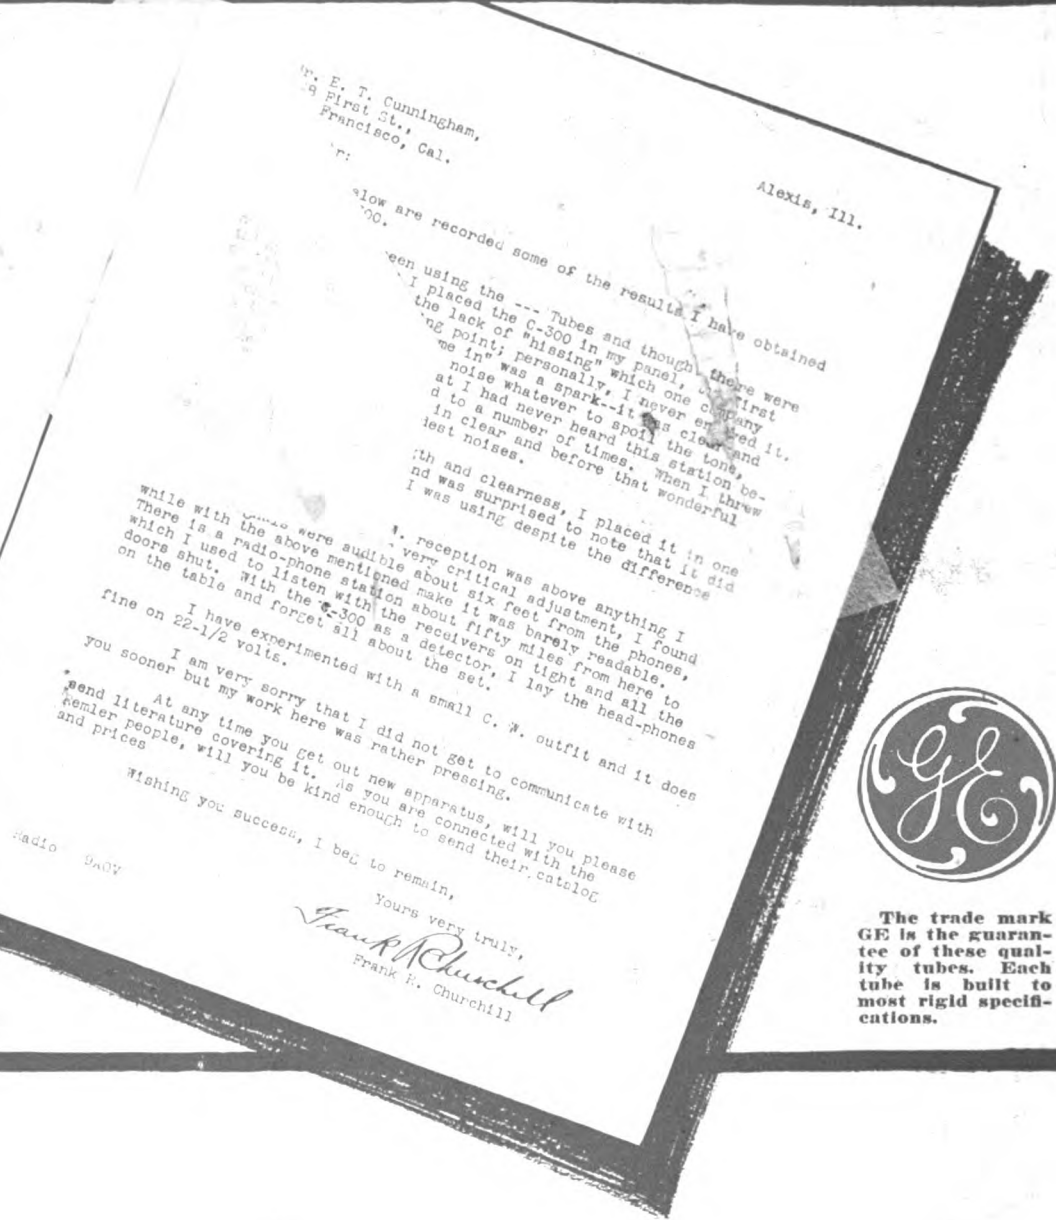 r. E. T. Cunningham,
8 First St.,
Francisco, Cal.
Alexis, Ill.
r:
low are recorded some of the results I have obtained
00.
een using the --- Tubes and though there were
I placed the C-300 in my panel, first
the lack of "hissing" which one company
ng point; personally, I never enjoyed it.
me in" was a spark--it was clear and
noise whatever to spoil the tone,
at I had never heard this station be-
d to a number of times. When I threw
in clear and before that wonderful
iest noises.
th and clearness, I placed it in one
nd was surprised to note that it did
I was using despite the difference
. reception was above anything I
very critical adjustment, I found
were audible about six feet from the phones,
while with the above mentioned make it was barely readable.
There is a radio-phone station about fifty miles from here to
which I used to listen with the receivers on tight and all the
doors shut. With the C-300 as a detector, I lay the head-phones
on the table and forget all about the set.
I have experimented with a small C. W. outfit and it does
fine on 22-1/2 volts.
I am very sorry that I did not get to communicate with
you sooner but my work here was rather pressing.
At any time you get out new apparatus, will you please
send literature covering it. As you are connected with the
Remler people, will you be kind enough to send their catalog
and prices
Wishing you success, I beg to remain,
Radio 9AOV
Yours very truly,
Frank R Churchill
Frank R. Churchill
GE
The trade mark
GE is the guaran-
tee of these qual-
ity tubes. Each
tube is built to
most rigid specifi-
cations.